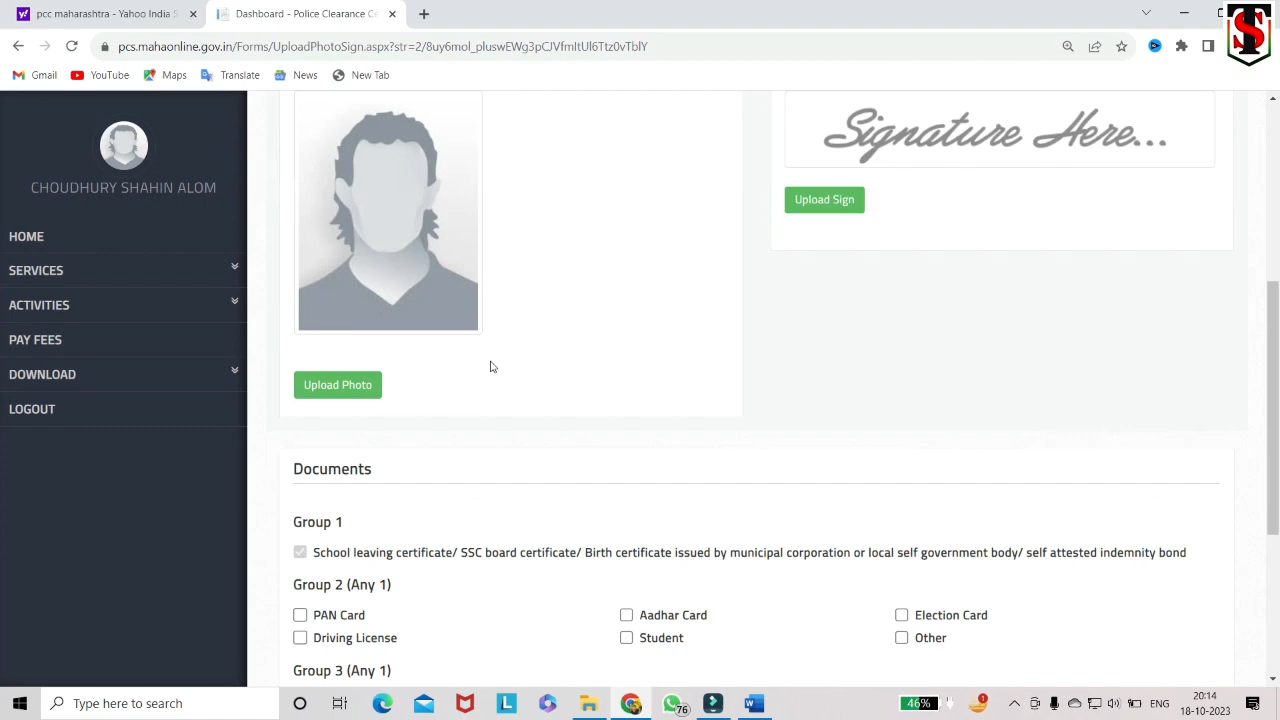 pcc maharashtra - Yahoo India S
Dashboard - Police Clearance Ce
pcs.mahaonline.gov.in/Forms/UploadPhotoSign.aspx?str=2/8uy6mol_pluswEWgJpCJVfmItUl6Ttz0vTblY
Gmail
YouTube
Maps
Translate
News
New Tab
CHOUDHURY SHAHIN ALOM
HOME
SERVICES
ACTIVITIES
PAY FEES
DOWNLOAD
LOGOUT
Signature Here...
Upload Sign
Upload Photo
Documents
Group 1
School leaving certificate/ SSC board certificate/ Birth certificate issued by municipal corporation or local self government body/ self attested indemnity bond
Group 2 (Any 1)
PAN Card
Aadhar Card
Election Card
Driving License
Student
Other
Group 3 (Any 1)
Type here to search
L
76
W
46%
1
ENG
20:14
18-10-2023